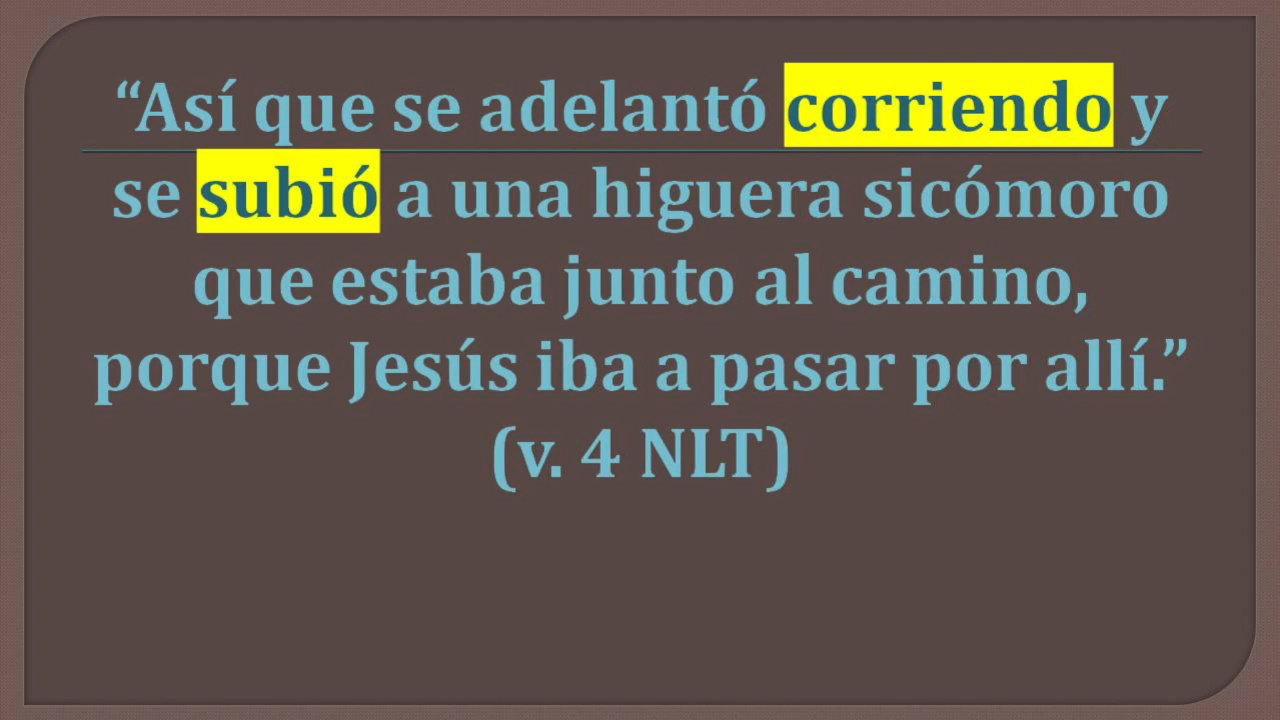 “Así que se adelantó corriendo y
se subió a una higuera sicómoro
que estaba junto al camino,
porque Jesús iba a pasar por allí.”
(v. 4 NLT)